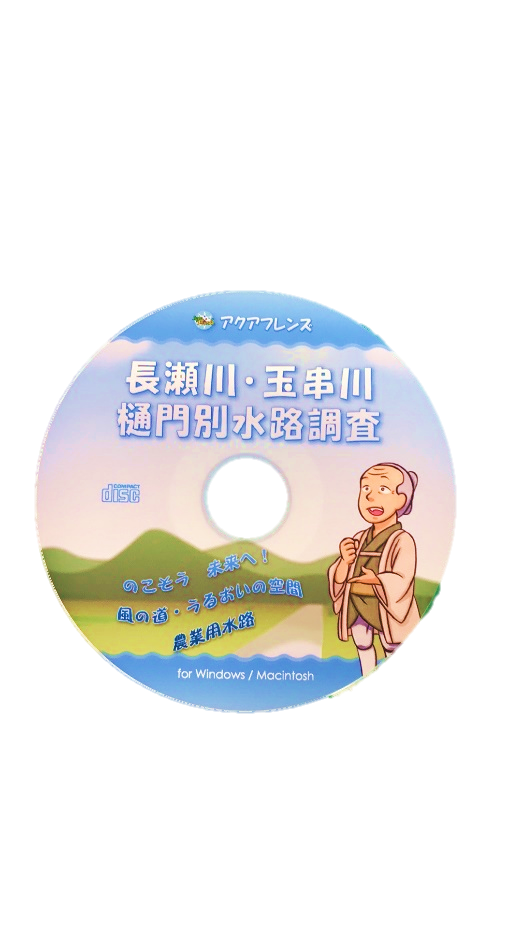 アクアフレンズ
長瀬川・玉串川
樋門別水路調査
COMPACT
disc
のこそう 未来へ!
風の道・うるおいの空間
農業用水路
for Windows / Macintosh